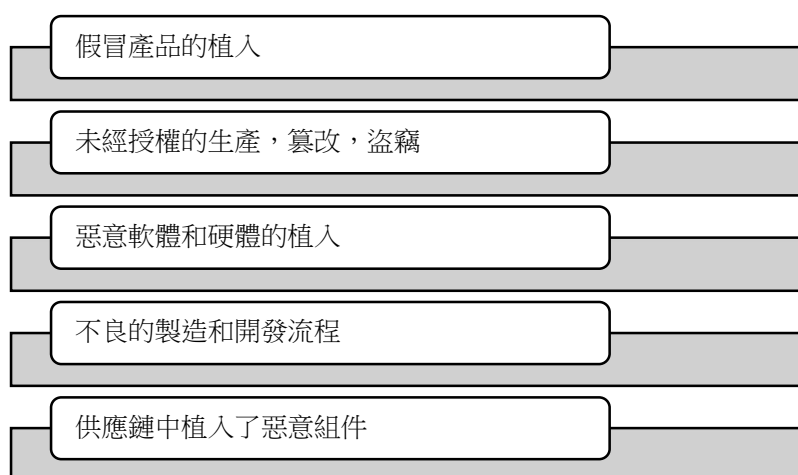 假冒產品的植入
未經授權的生產，篡改，盜竊
惡意軟體和硬體的植入
不良的製造和開發流程
供應鏈中植入了惡意組件